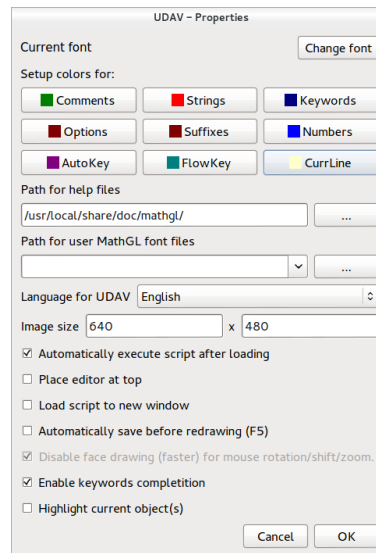 UDAV – Properties
Current font Change font
Setup colors for:
Comments Strings Keywords
Options Suffixes Numbers
AutoKey FlowKey CurrLine
Path for help files
/usr/local/share/doc/mathgl/ ...
Path for user MathGL font files
...
Language for UDAV English
Image size 640 x 480
Automatically execute script after loading
Place editor at top
Load script to new window
Automatically save before redrawing (F5)
Disable face drawing (faster) for mouse rotation/shift/zoom.
Enable keywords completition
Highlight current object(s)
Cancel OK